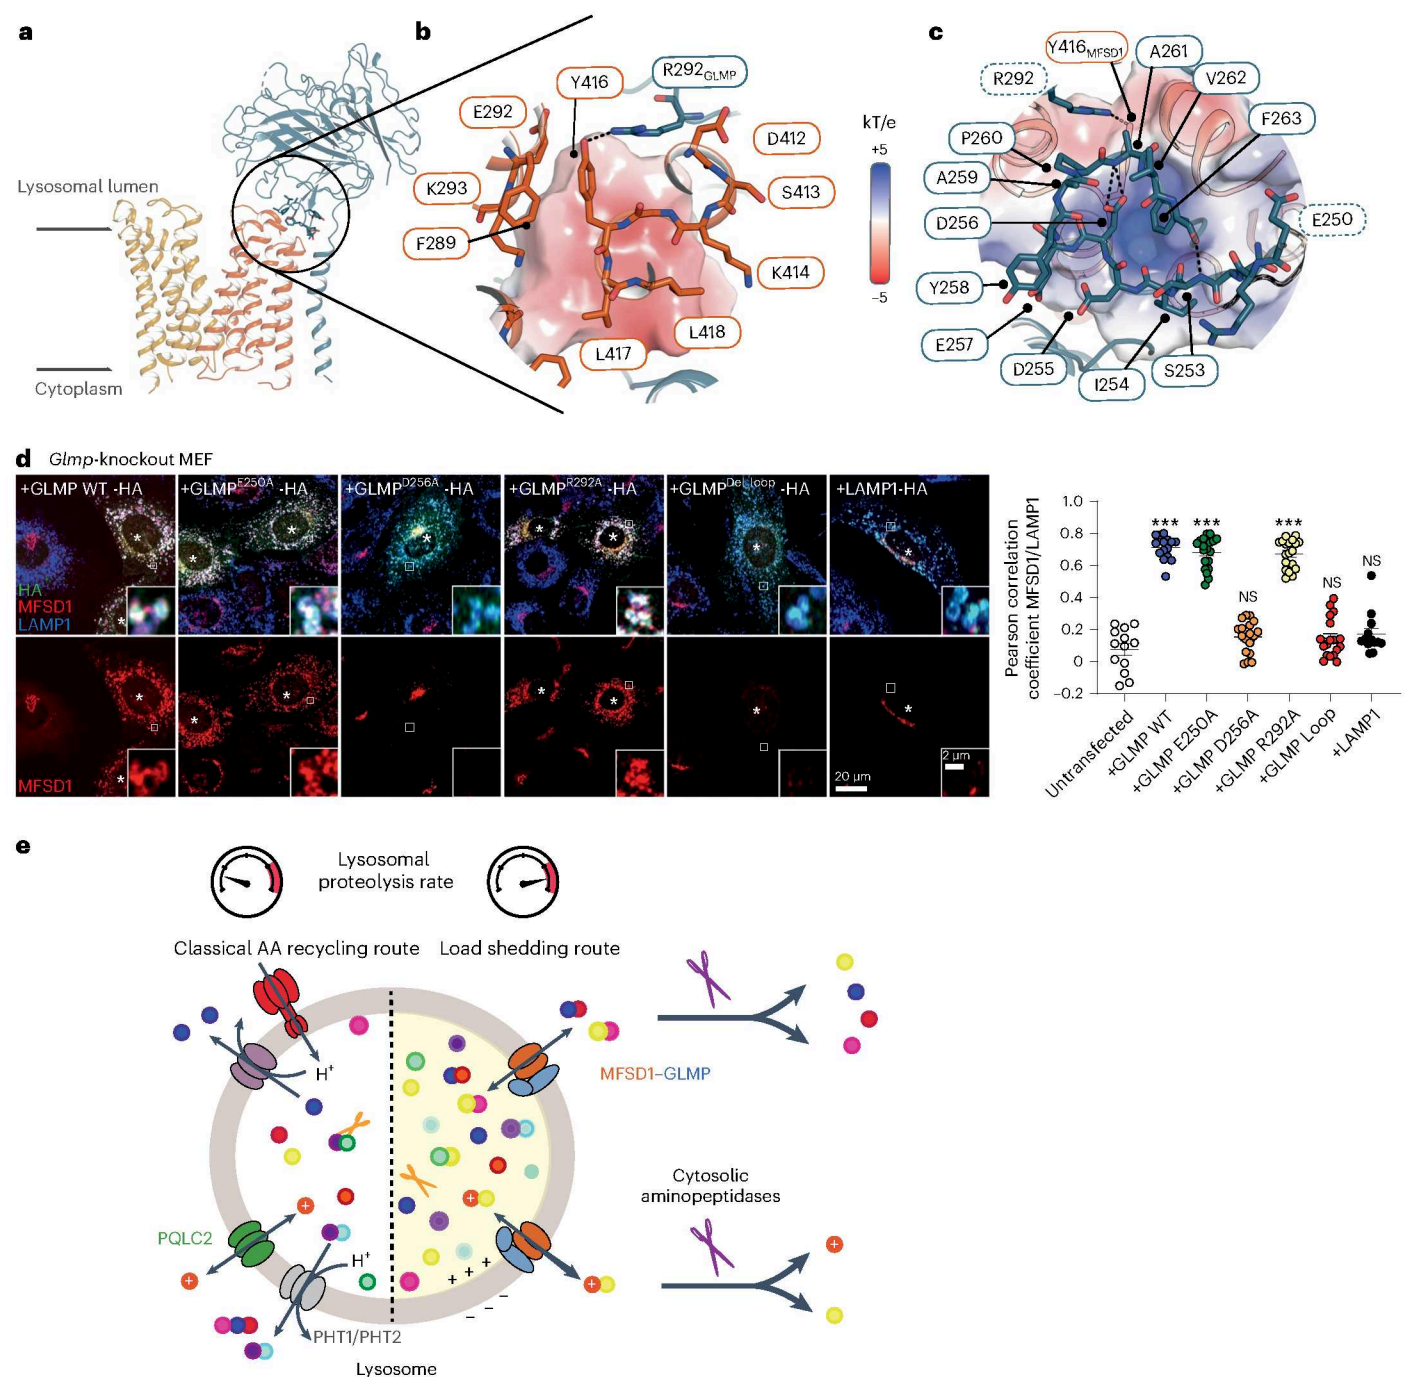 a
Lysosomal lumen
Cytoplasm
b
Y416
R292GLMP
E292
D412
K293
S413
F289
K414
L418
L417
kT/e
+5
−5
c
Y416MFSD1
A261
R292
V262
P260
F263
A259
D256
E250
Y258
E257
D255
I254
S253
d Glmp-knockout MEF
+GLMP WT -HA
+GLMPE250A -HA
+GLMPD256A -HA
+GLMPR292A -HA
+GLMPDel loop -HA
+LAMP1-HA
HA
MFSD1
LAMP1
MFSD1
20 µm
2 µm
Pearson correlation
coefficient MFSD1/LAMP1
1.0
0.8
0.6
0.4
0.2
0
−0.2
***
***
NS
***
NS
NS
Untransfected
+GLMP WT
+GLMP E250A
+GLMP D256A
+GLMP R292A
+GLMP Loop
+LAMP1
e
Lysosomal
proteolysis rate
Classical AA recycling route
Load shedding route
H+
MFSD1–GLMP
Cytosolic
aminopeptidases
PQLC2
H+
PHT1/PHT2
Lysosome